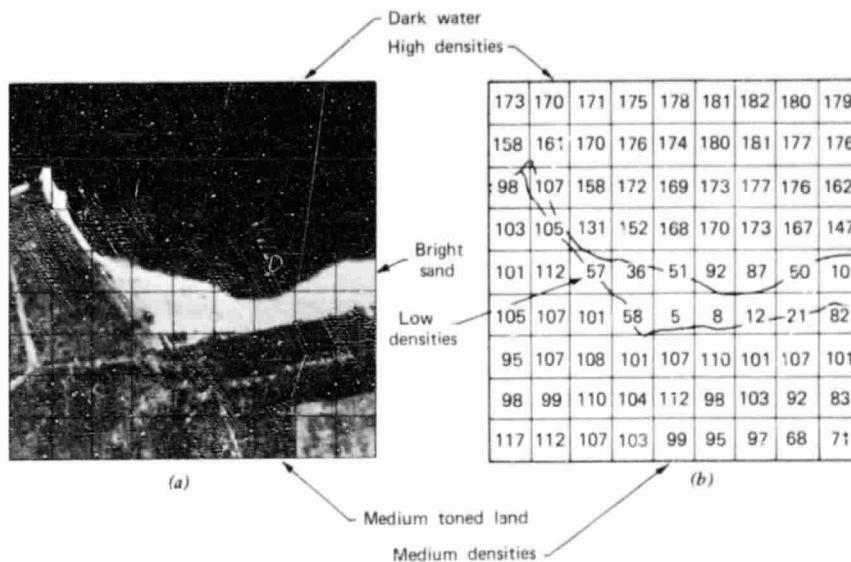 Dark water
High densities
173 170 171 175 178 181 182 180 179
158 161 170 176 174 180 181 177 176
98 107 158 172 169 173 177 176 162
103 105 131 152 168 170 173 167 147
101 112 57 36 51 92 87 50 10
Bright
sand
105 107 101 58 5 8 12 21 82
Low
densities
95 107 108 101 107 110 101 107 101
98 99 110 104 112 98 103 92 83
117 112 107 103 99 95 97 68 71
(a)
(b)
Medium toned land
Medium densities